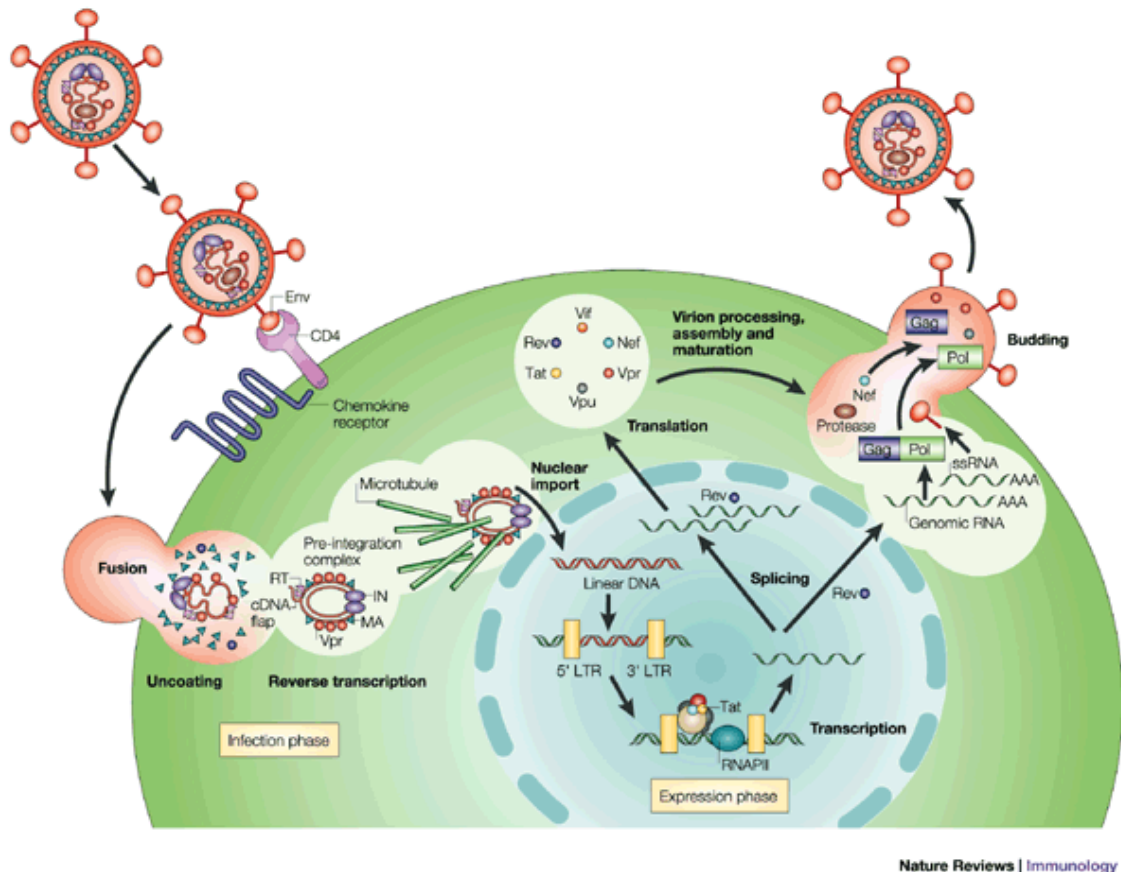 Env
CD4
Chemokine
receptor
Fusion
Uncoating
RT
cDNA
flap
Pre-integration
complex
IN
MA
Vpr
Reverse transcription
Microtubule
Nuclear
import
Infection phase
Linear DNA
5' LTR
3' LTR
Tat
RNAPII
Transcription
Expression phase
Splicing
Rev
Rev
Translation
Vif
Rev
Nef
Tat
Vpr
Vpu
Virion processing,
assembly and
maturation
Gag
Pol
Budding
Nef
Protease
Gag
Pol
ssRNA
AAA
AAA
Genomic RNA
Nature Reviews | Immunology